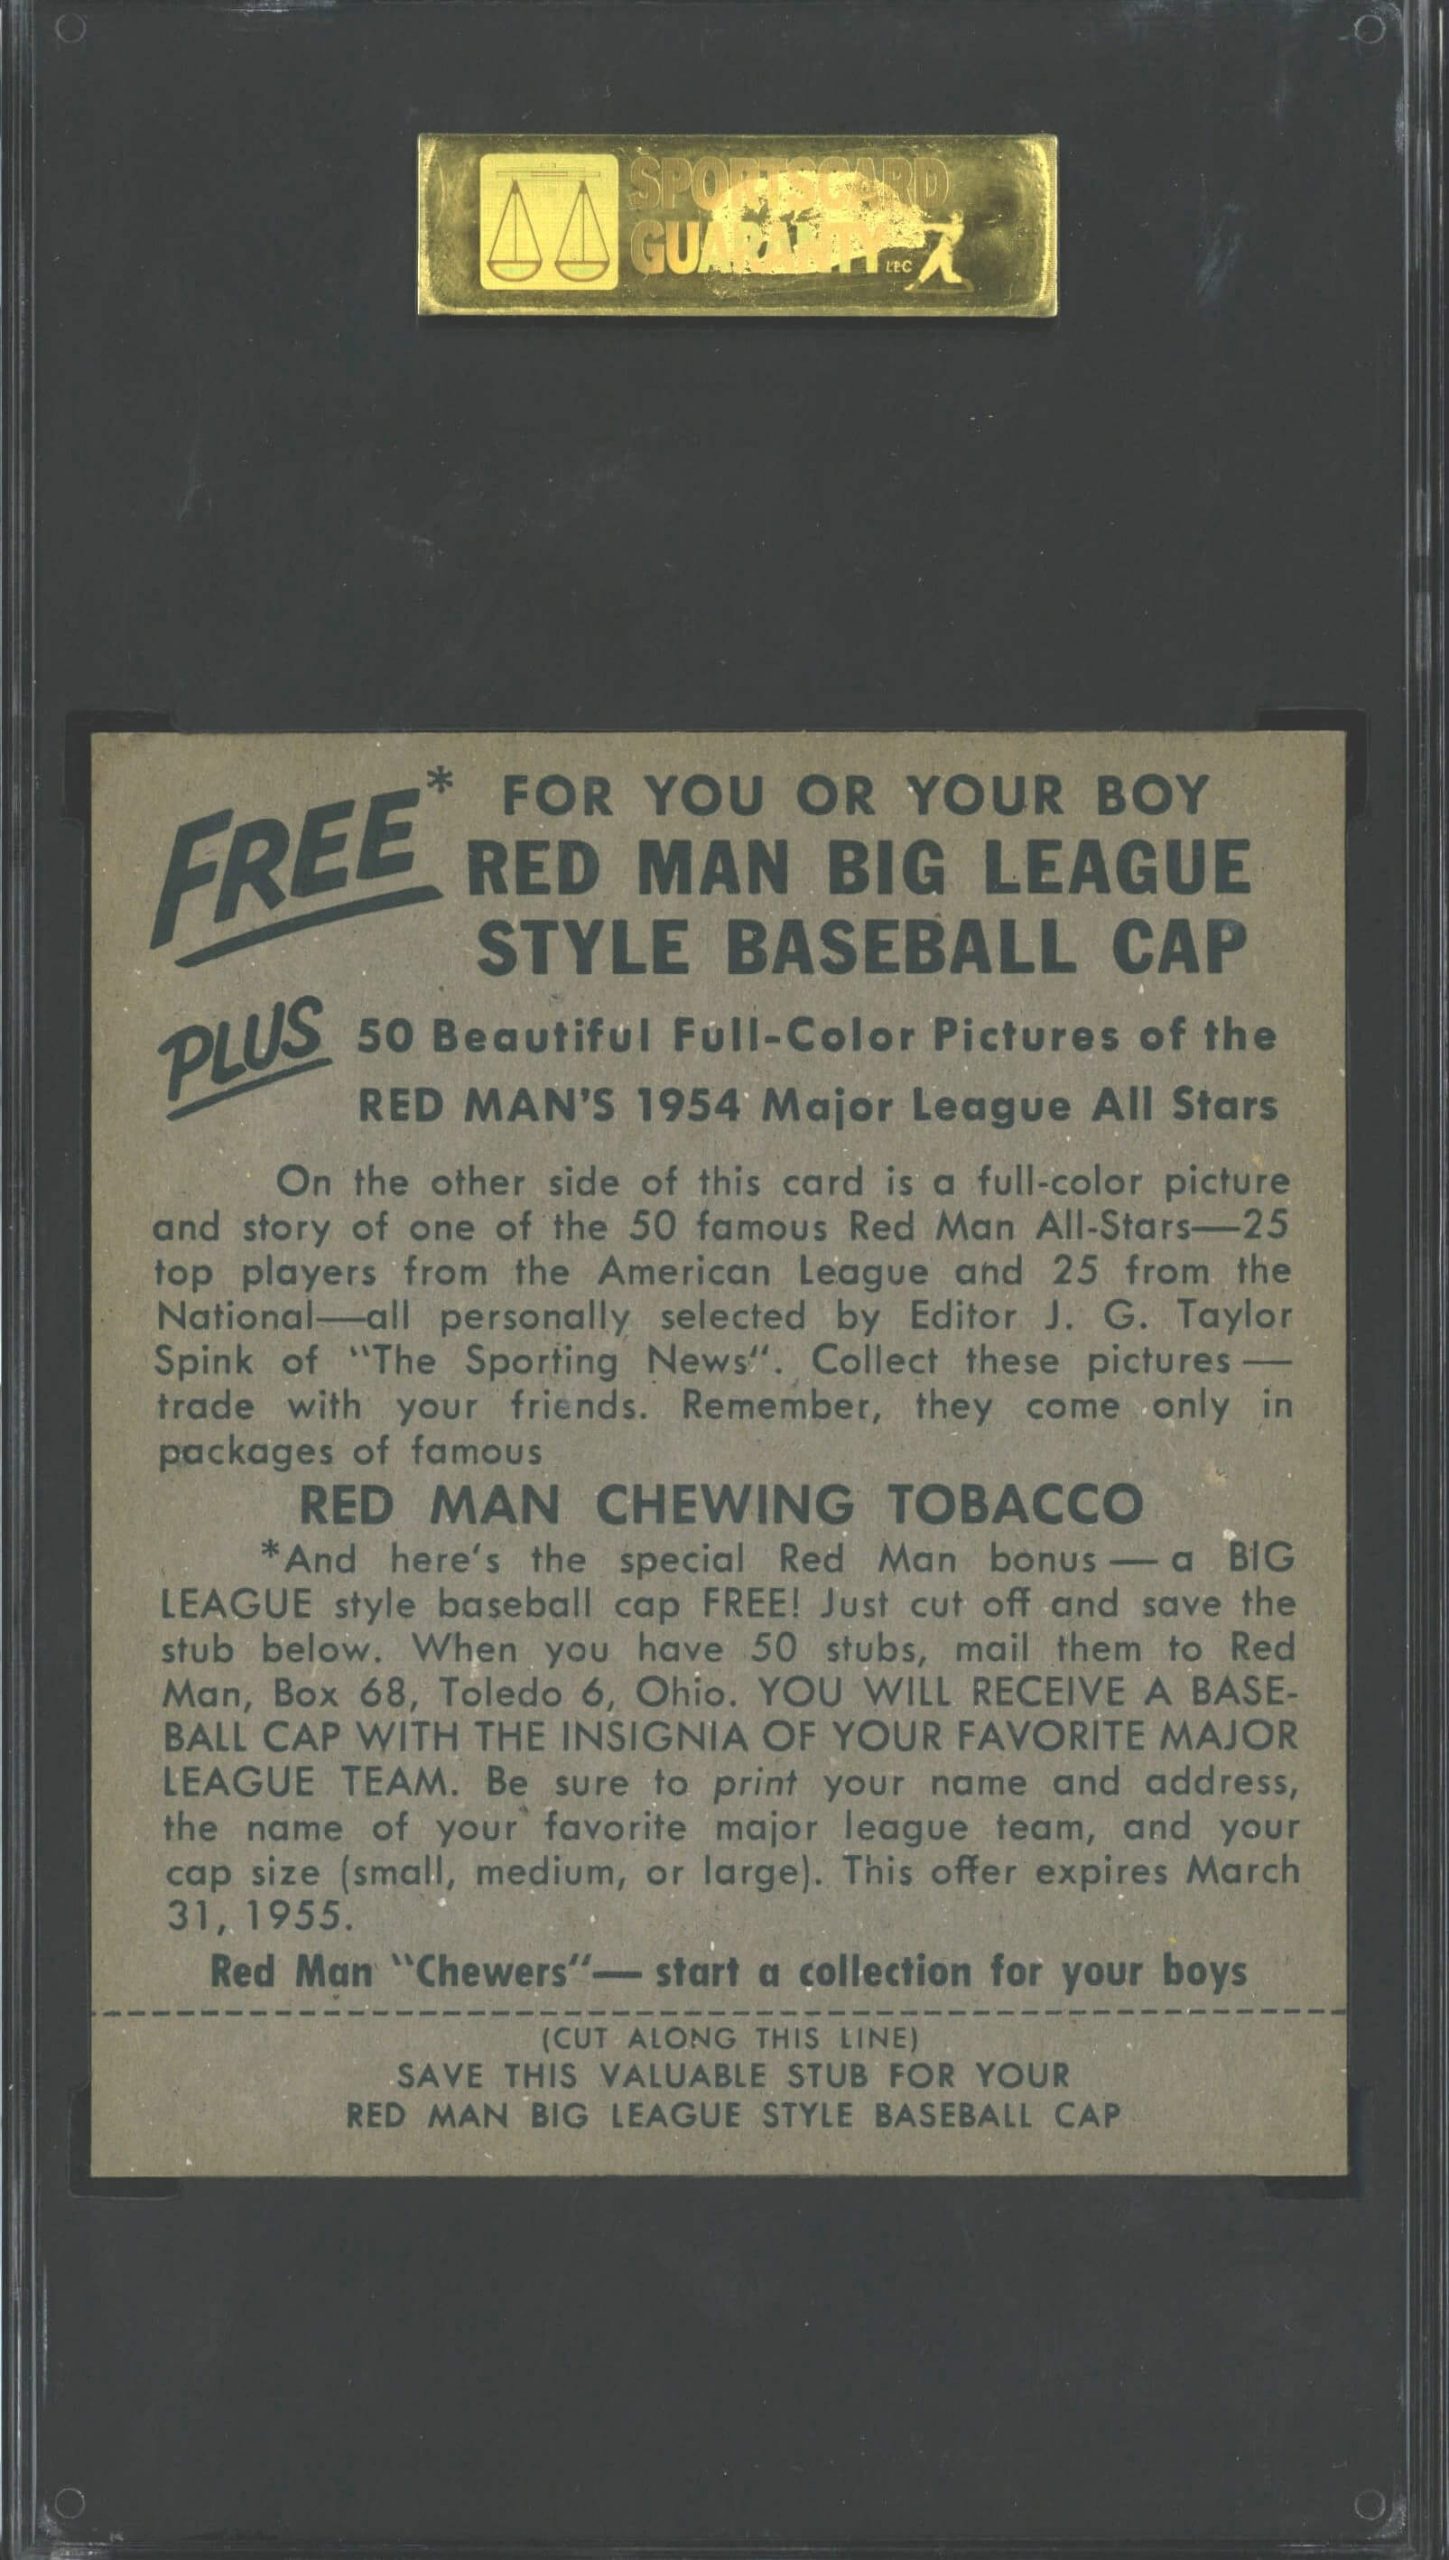 SPORTSCARD
GUARANTY LLC
FREE* FOR YOU OR YOUR BOY
RED MAN BIG LEAGUE
STYLE BASEBALL CAP
PLUS 50 Beautiful Full-Color Pictures of the
RED MAN'S 1954 Major League All Stars
On the other side of this card is a full-color picture
and story of one of the 50 famous Red Man All-Stars—25
top players from the American League and 25 from the
National—all personally selected by Editor J. G. Taylor
Spink of "The Sporting News". Collect these pictures—
trade with your friends. Remember, they come only in
packages of famous
RED MAN CHEWING TOBACCO
*And here's the special Red Man bonus—a BIG
LEAGUE style baseball cap FREE! Just cut off and save the
stub below. When you have 50 stubs, mail them to Red
Man, Box 68, Toledo 6, Ohio. YOU WILL RECEIVE A BASE-
BALL CAP WITH THE INSIGNIA OF YOUR FAVORITE MAJOR
LEAGUE TEAM. Be sure to print your name and address,
the name of your favorite major league team, and your
cap size (small, medium, or large). This offer expires March
31, 1955.
Red Man "Chewers"—start a collection for your boys
(CUT ALONG THIS LINE)
SAVE THIS VALUABLE STUB FOR YOUR
RED MAN BIG LEAGUE STYLE BASEBALL CAP